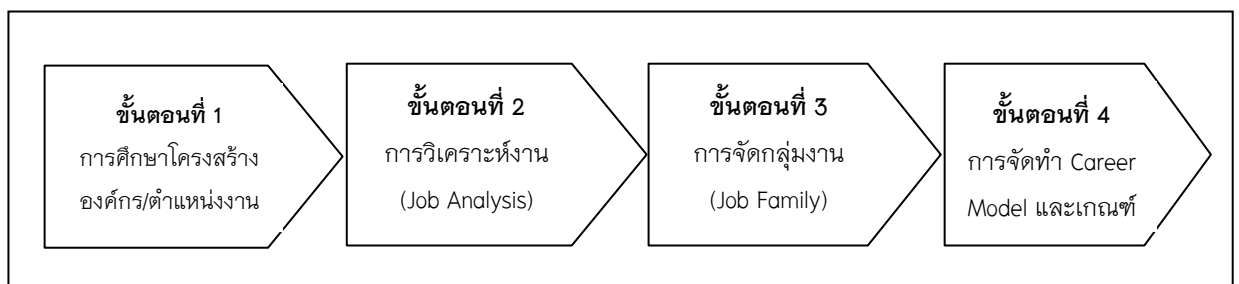 ขั้นตอนที่ 1
การศึกษาโครงสร้าง
องค์กร/ตำแหน่งงาน
ขั้นตอนที่ 2
การวิเคราะห์งาน
(Job Analysis)
ขั้นตอนที่ 3
การจัดกลุ่มงาน
(Job Family)
ขั้นตอนที่ 4
การจัดทำ Career
Model และเกณฑ์